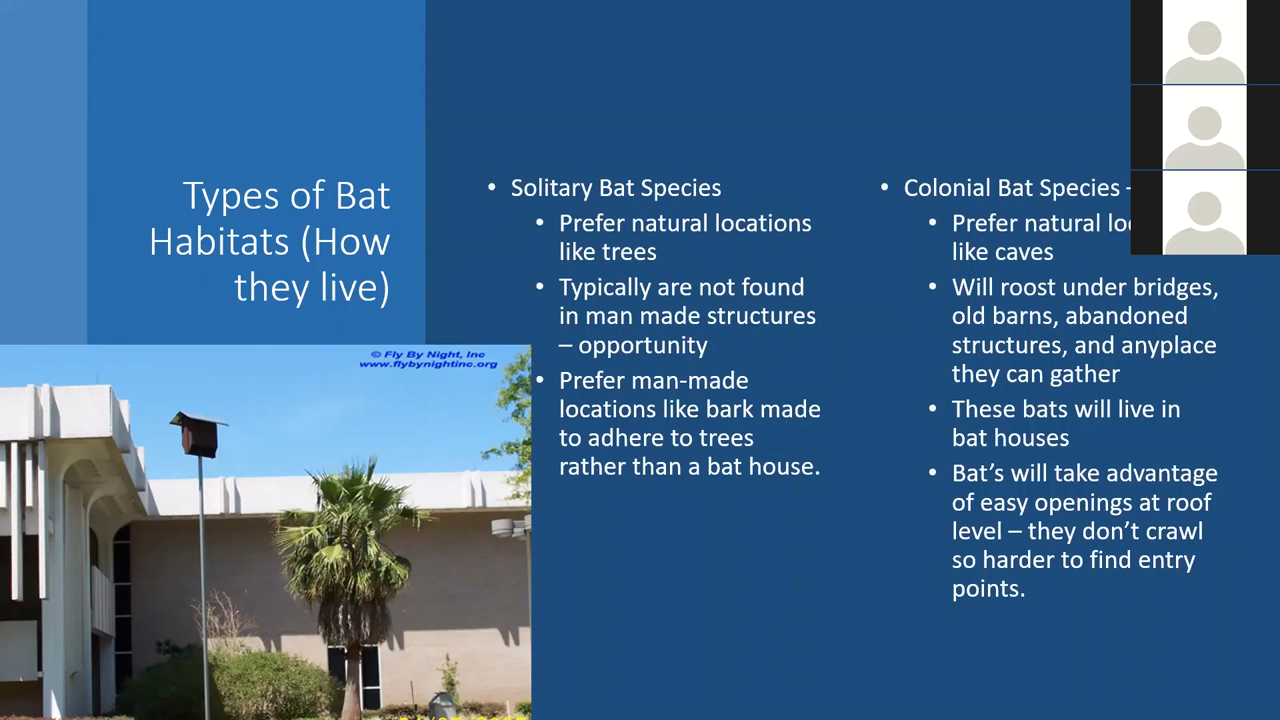 Types of Bat
Habitats (How
they live)
© Fly By Night, Inc
www.flybynightinc.org
• Solitary Bat Species
• Prefer natural locations
like trees
• Typically are not found
in man made structures
– opportunity
• Prefer man-made
locations like bark made
to adhere to trees
rather than a bat house.
• Colonial Bat Species -
• Prefer natural
like caves
• Will roost under bridges,
old barns, abandoned
structures, and anyplace
they can gather
• These bats will live in
bat houses
• Bat’s will take advantage
of easy openings at roof
level – they don’t crawl
so harder to find entry
points.